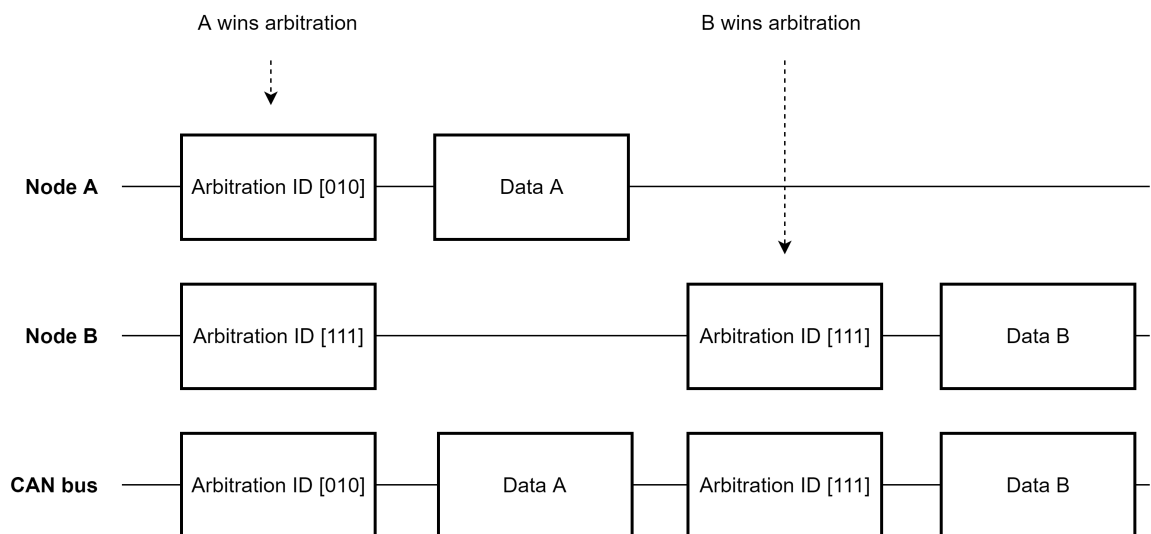 A wins arbitration
B wins arbitration
Node A
Arbitration ID [010]
Data A
Node B
Arbitration ID [111]
Arbitration ID [111]
Data B
CAN bus
Arbitration ID [010]
Data A
Arbitration ID [111]
Data B